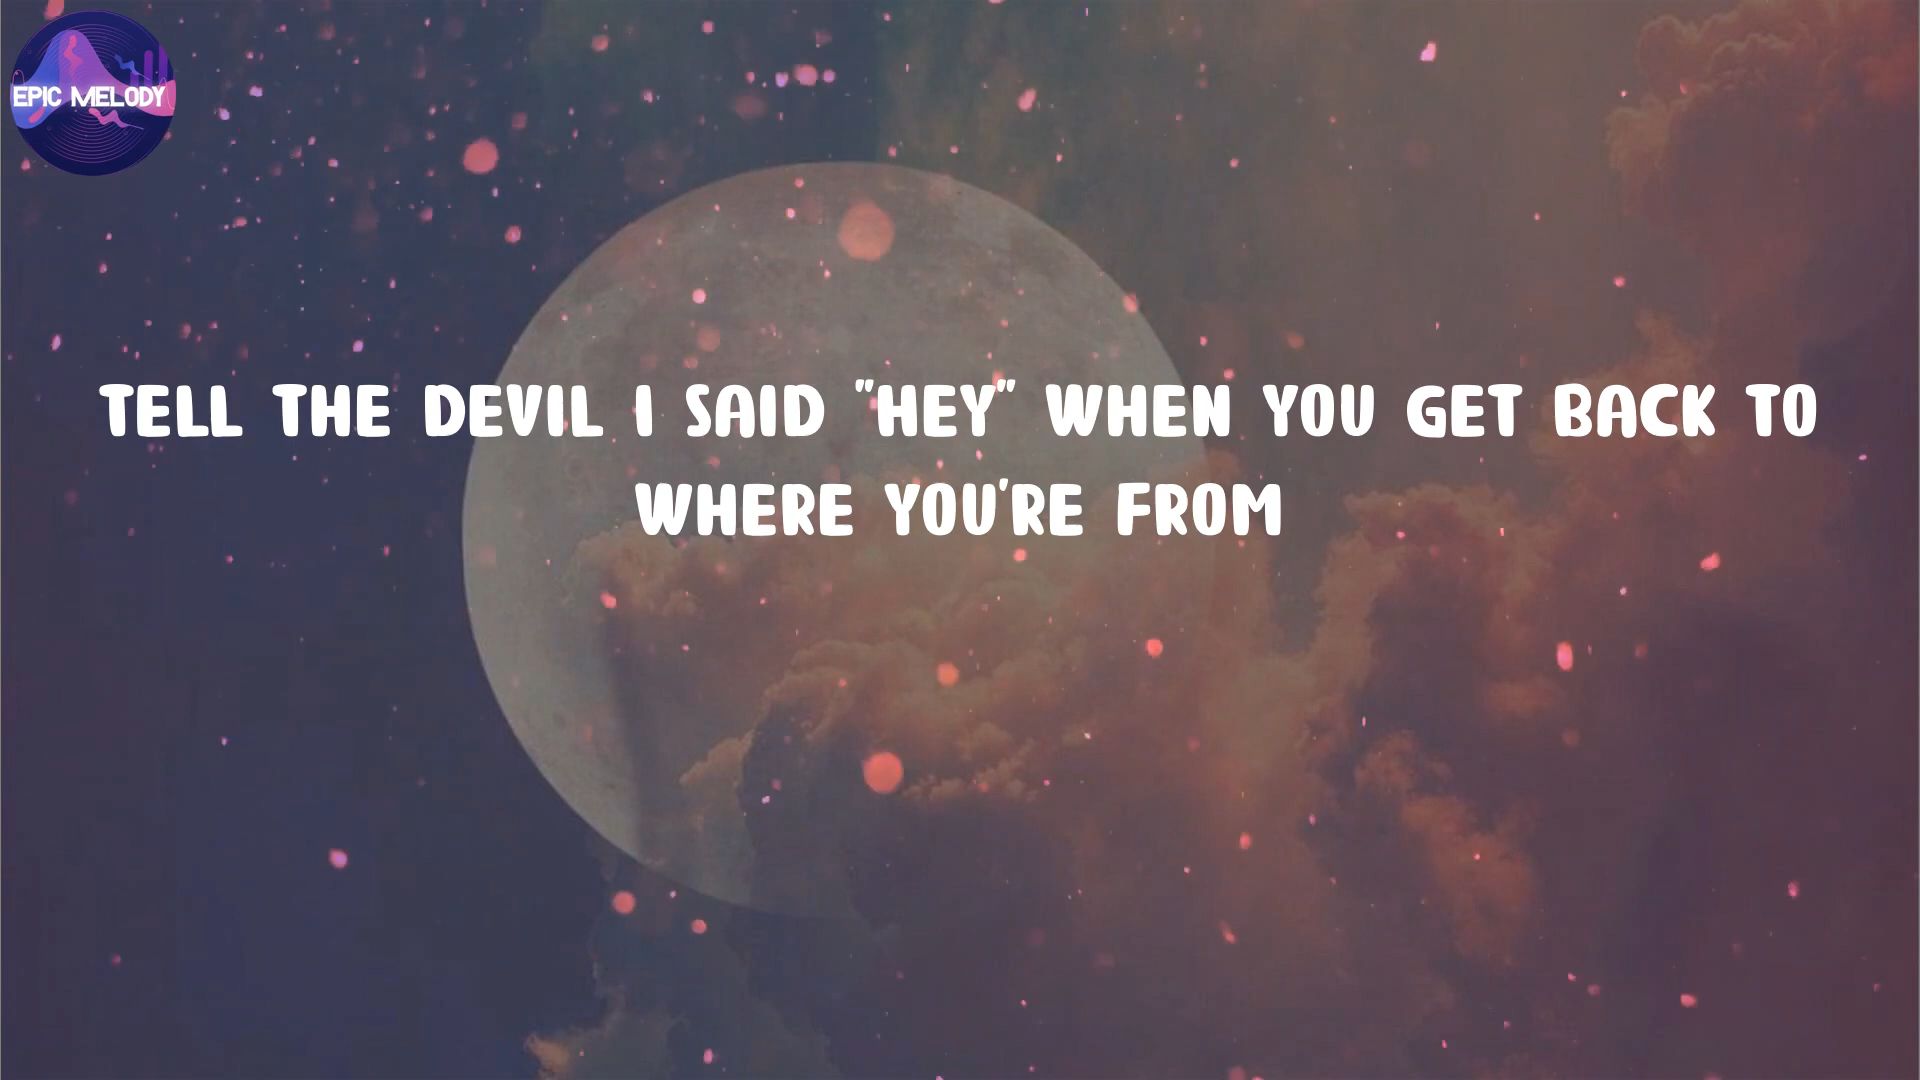 EPIC MELODY
TELL THE DEVIL I SAID "HEY" WHEN YOU GET BACK TO
WHERE YOU'RE FROM